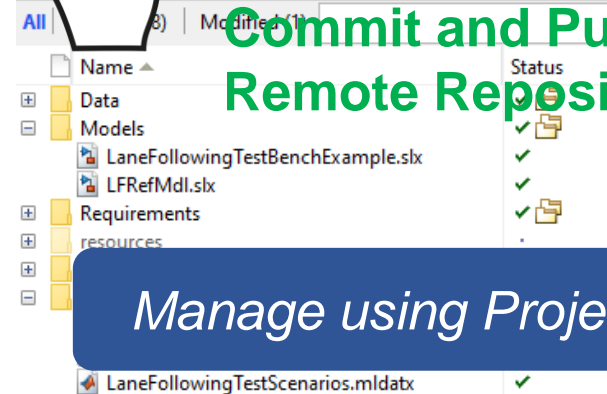 All | 8) | Modified (1)
Commit and Pu
Name Status
Remote Reposi
Data
Models
LaneFollowingTestBenchExample.slx
LFRefMdl.slx
Requirements
resources
Manage using Proje
LaneFollowingTestScenarios.mldatx